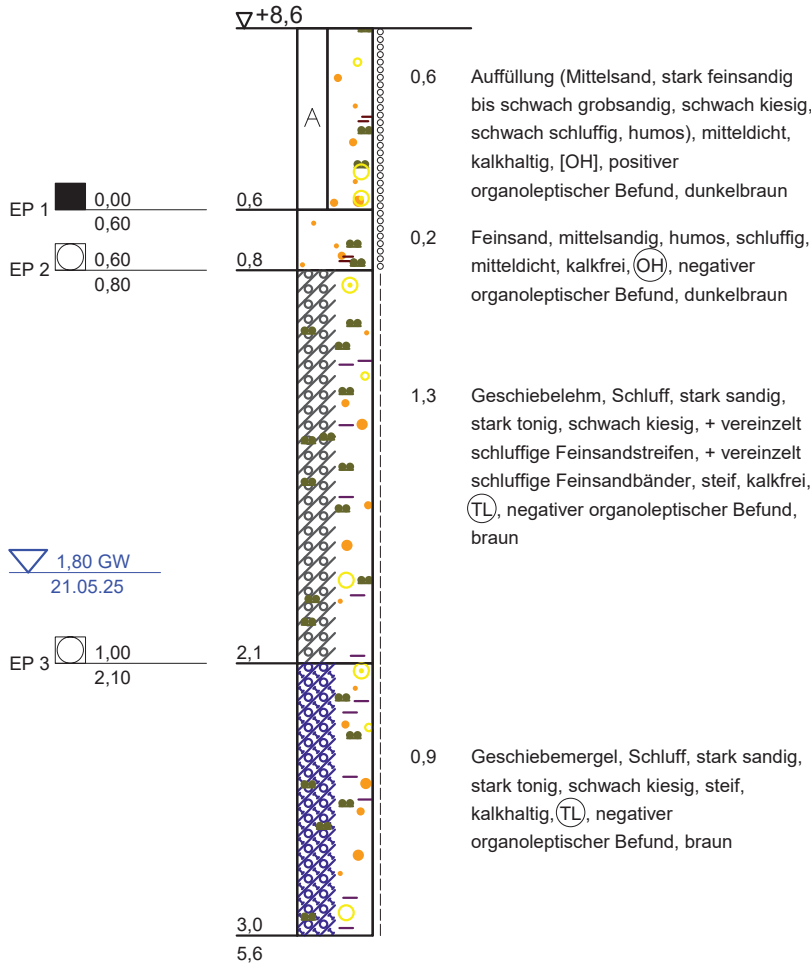 +8,6
A
0,6 Auffüllung (Mittelsand, stark feinsandig
bis schwach grobsandig, schwach kiesig,
schwach schluffig, humos), mitteldicht,
kalkhaltig, [OH], positiver
organoleptischer Befund, dunkelbraun
EP 1 0,00 0,6
0,60
0,2 Feinsand, mittelsandig, humos, schluffig,
mitteldicht, kalkfrei, OH, negativer
organoleptischer Befund, dunkelbraun
EP 2 0,60 0,8
0,80
1,3 Geschiebelehm, Schluff, stark sandig,
stark tonig, schwach kiesig, + vereinzelt
schluffige Feinsandstreifen, + vereinzelt
schluffige Feinsandbänder, steif, kalkfrei,
TL, negativer organoleptischer Befund,
braun
1,80 GW
21.05.25
EP 3 1,00 2,1
2,10
0,9 Geschiebemergel, Schluff, stark sandig,
stark tonig, schwach kiesig, steif,
kalkhaltig, TL, negativer
organoleptischer Befund, braun
3,0
5,6